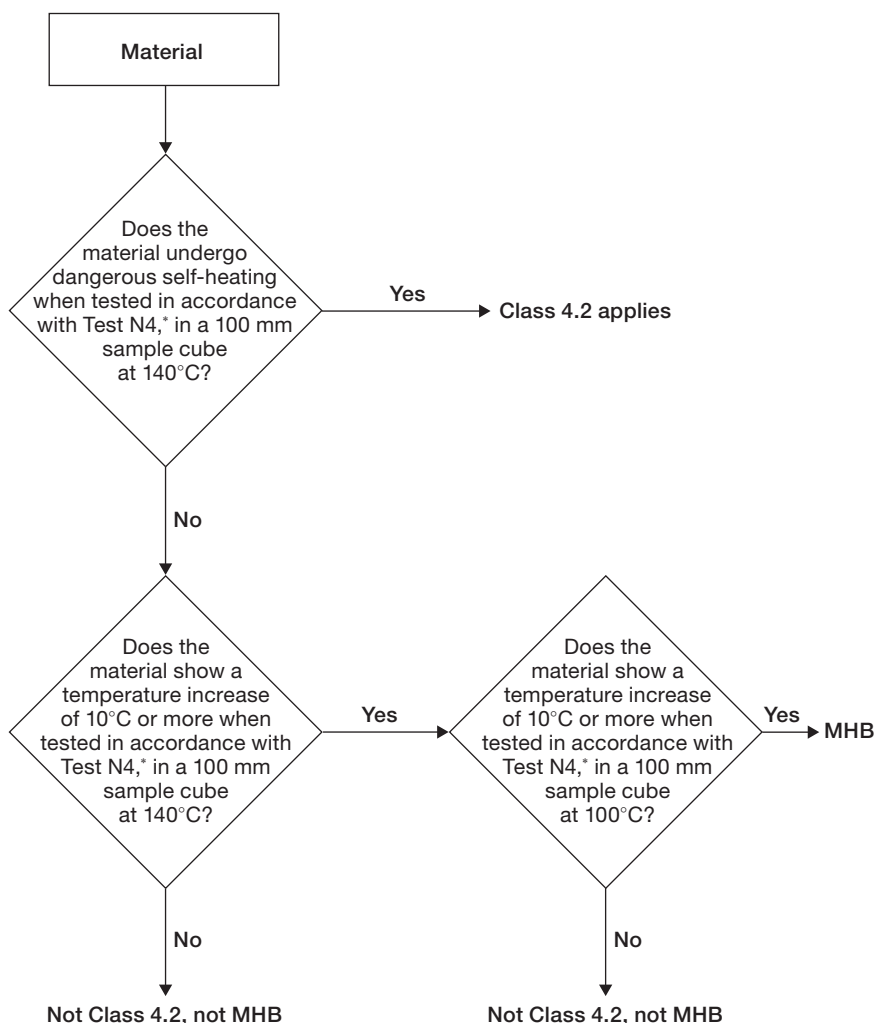 Material
Does the
material undergo
dangerous self-heating
when tested in accordance
with Test N4,* in a 100 mm
sample cube
at 140°C?
Yes
Class 4.2 applies
No
Does the
material show a
temperature increase
of 10°C or more when
tested in accordance with
Test N4,* in a 100 mm
sample cube
at 140°C?
Yes
Does the
material show a
temperature increase
of 10°C or more when
tested in accordance with
Test N4,* in a 100 mm
sample cube
at 100°C?
Yes
MHB
No
No
Not Class 4.2, not MHB
Not Class 4.2, not MHB